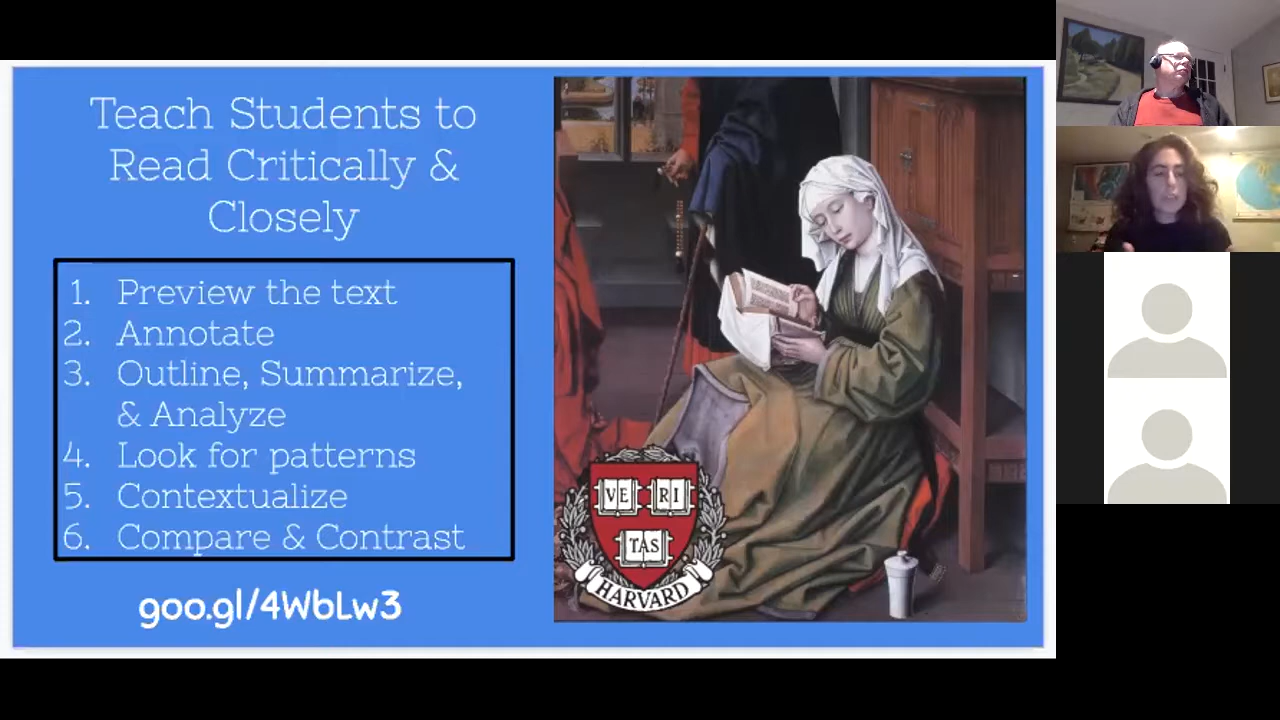 Teach Students to
Read Critically &
Closely
1. Preview the text
2. Annotate
3. Outline, Summarize,
& Analyze
4. Look for patterns
5. Contextualize
6. Compare & Contrast
goo.gl/4WbLw3
VE RI
TAS
HARVARD